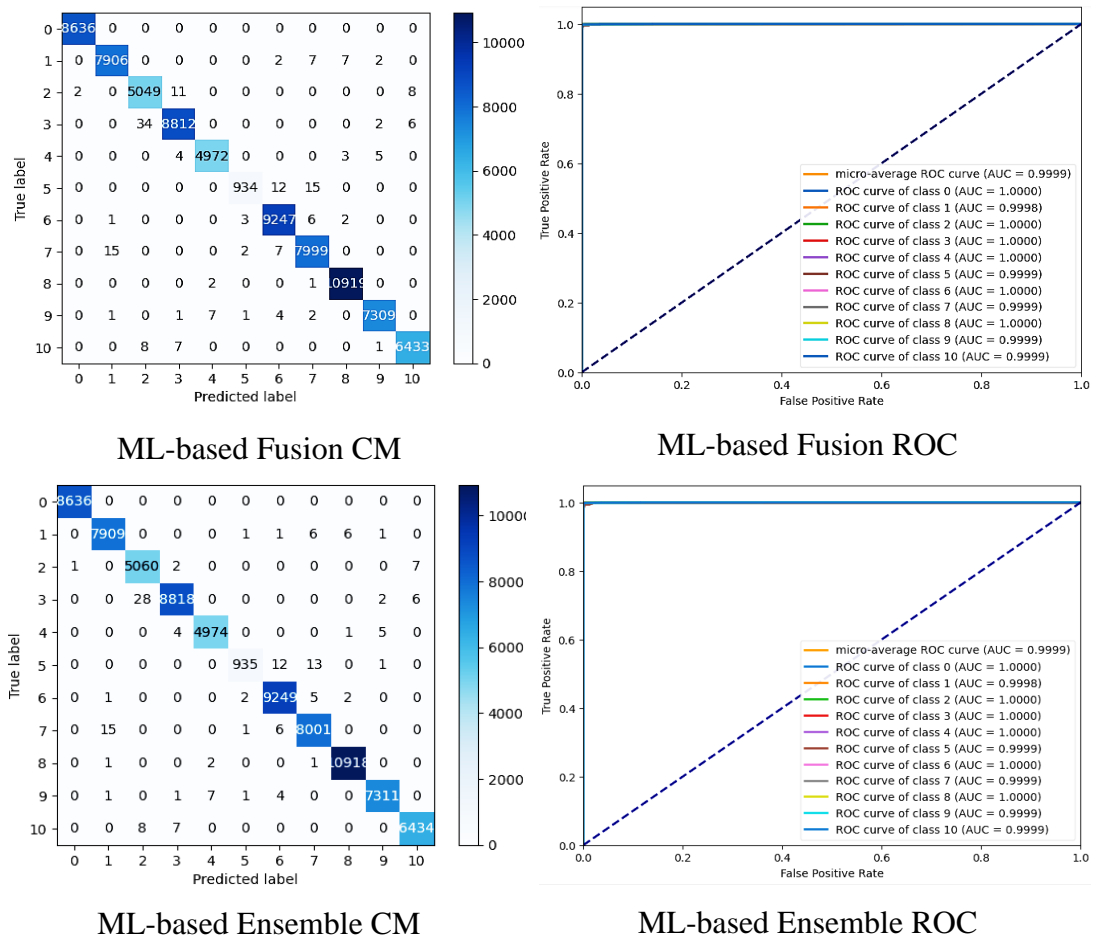 0 8636 0 0 0 0 0 0 0 0 0 0
1 0 7906 0 0 0 0 2 7 7 2 0
2 2 0 5049 11 0 0 0 0 0 0 8
3 0 0 34 8812 0 0 0 0 0 2 6
4 0 0 0 4 4972 0 0 0 3 5 0
5 0 0 0 0 0 934 12 15 0 0 0
6 0 1 0 0 0 3 9247 6 2 0 0
7 0 15 0 0 0 2 7 7999 0 0 0
8 0 0 0 0 2 0 0 1 10919 0 0
9 0 1 0 1 7 1 4 2 0 7309 0
10 0 0 8 7 0 0 0 0 0 1 6433
0 1 2 3 4 5 6 7 8 9 10
Predicted label
True label
10000
8000
6000
4000
2000
0
ML-based Fusion CM
1.0
0.8
0.6
0.4
0.2
0.0
True Positive Rate
micro-average ROC curve (AUC = 0.9999)
ROC curve of class 0 (AUC = 1.0000)
ROC curve of class 1 (AUC = 0.9998)
ROC curve of class 2 (AUC = 1.0000)
ROC curve of class 3 (AUC = 1.0000)
ROC curve of class 4 (AUC = 1.0000)
ROC curve of class 5 (AUC = 0.9999)
ROC curve of class 6 (AUC = 1.0000)
ROC curve of class 7 (AUC = 0.9999)
ROC curve of class 8 (AUC = 1.0000)
ROC curve of class 9 (AUC = 0.9999)
ROC curve of class 10 (AUC = 0.9999)
0.0 0.2 0.4 0.6 0.8 1.0
False Positive Rate
ML-based Fusion ROC
0 8636 0 0 0 0 0 0 0 0 0 0
1 0 7909 0 0 0 1 1 6 6 1 0
2 1 0 5060 2 0 0 0 0 0 0 7
3 0 0 28 8818 0 0 0 0 0 2 6
4 0 0 0 4 4974 0 0 0 1 5 0
5 0 0 0 0 0 935 12 13 0 1 0
6 0 1 0 0 0 2 9249 5 2 0 0
7 0 15 0 0 0 1 6 8001 0 0 0
8 0 1 0 0 2 0 0 1 10918 0 0
9 0 1 0 1 7 1 4 0 0 7311 0
10 0 0 8 7 0 0 0 0 0 0 6434
0 1 2 3 4 5 6 7 8 9 10
Predicted label
True label
1000
8000
6000
4000
2000
0
ML-based Ensemble CM
1.0
0.8
0.6
0.4
0.2
0.0
True Positive Rate
micro-average ROC curve (AUC = 0.9999)
ROC curve of class 0 (AUC = 1.0000)
ROC curve of class 1 (AUC = 0.9998)
ROC curve of class 2 (AUC = 1.0000)
ROC curve of class 3 (AUC = 1.0000)
ROC curve of class 4 (AUC = 1.0000)
ROC curve of class 5 (AUC = 0.9999)
ROC curve of class 6 (AUC = 1.0000)
ROC curve of class 7 (AUC = 0.9999)
ROC curve of class 8 (AUC = 1.0000)
ROC curve of class 9 (AUC = 0.9999)
ROC curve of class 10 (AUC = 0.9999)
0.0 0.2 0.4 0.6 0.8 1.0
False Positive Rate
ML-based Ensemble ROC